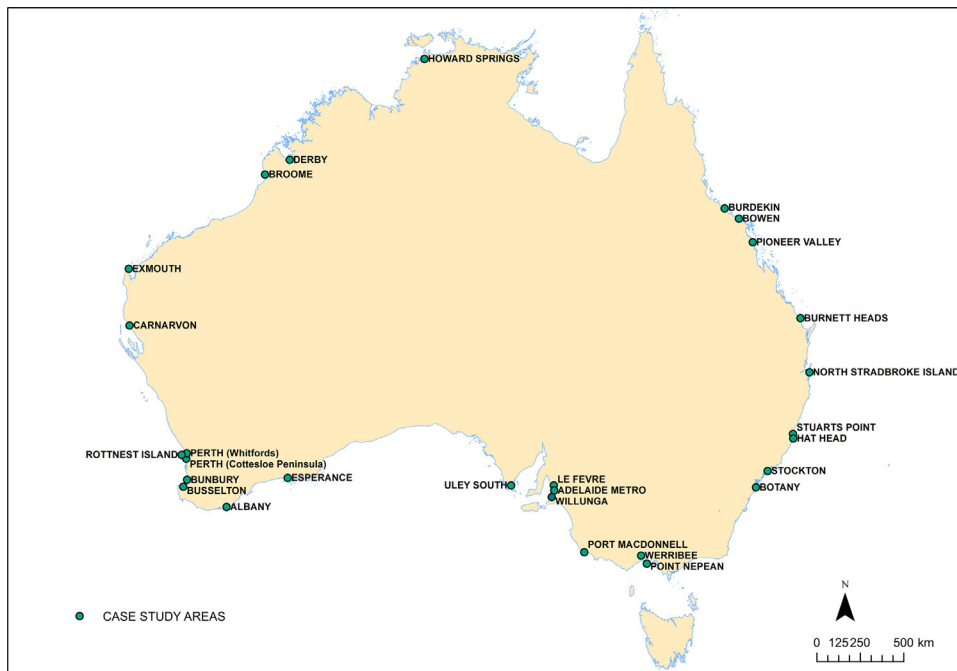 HOWARD SPRINGS
DERBY
BROOME
BURDEKIN
BOWEN
PIONEER VALLEY
EXMOUTH
BURNETT HEADS
CARNARVON
NORTH STRADBROKE ISLAND
STUARTS POINT
HAT HEAD
ROTTNEST ISLAND
PERTH (Whitfords)
PERTH (Cottesloe Peninsula)
BUNBURY
BUSSELTON
ESPERANCE
ALBANY
ULEY SOUTH
LE FEVRE
ADELAIDE METRO
WILLUNGA
STOCKTON
BOTANY
PORT MACDONNELL
WERRIBEE
POINT NEPEAN
CASE STUDY AREAS
N
0 125 250 500 km